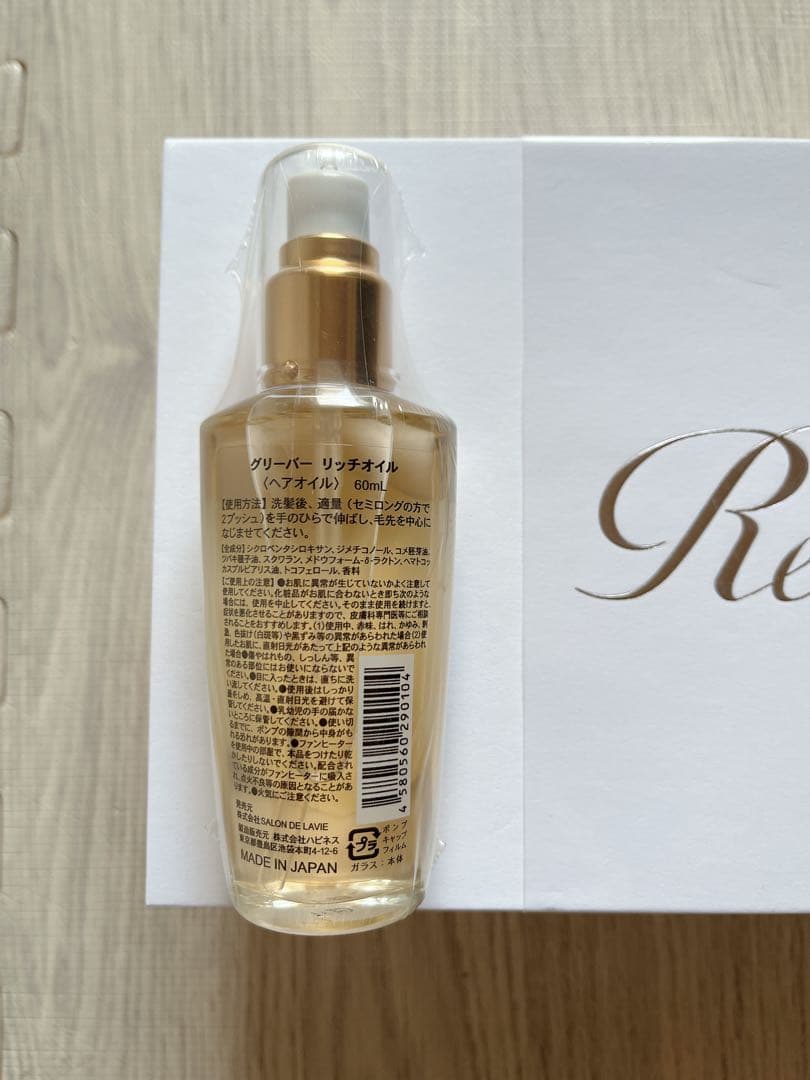 グリーバー リッチオイル
〈ヘアオイル〉 60mL
【使用方法】洗髪後、適量（セミロングの方で
2プッシュ）を手のひらで伸ばし、毛先を中心に
なじませてください。
【全成分】シクロペンタシロキサン、ジメチコノール、コメ胚芽油、
ツバキ種子油、スクワラン、メドウフォーム-δ-ラクトン、ヘマトコッ
カスプルビアリス油、トコフェロール、香料
【ご使用上の注意】●お肌に異常が生じていないかよく注意して
使用してください。化粧品がお肌に合わないとき即ち次のような
場合には、使用を中止してください。そのまま使用を続けますと、
症状を悪化させることがありますので、皮膚科専門医等にご相談
されることをおすすめします。(1)使用中、赤味、はれ、かゆみ、刺
激、色抜け(白斑等)や黒ずみ等の異常があらわれた場合(2)使
用したお肌に、直射日光があたって上記のような異常があらわれ
た場合●傷やはれもの、しっしん等、異
常のある部位にはお使いにならないで
ください。●目に入ったときは、直ちに洗
い流してください。●使用後はしっかり
蓋をしめ、高温・直射日光を避けて保
管してください。●乳幼児の手の届かな
いところに保管してください。●使い切
るまでに、ポンプの隙間から中身がも
れる恐れがあります。●ファンヒーター
を使用中の部屋で、本品をつけたり乾
かしたりしないでください。配合され
ている成分がファンヒーターに吸入さ
れ、点火不良等の原因となることがあ
ります。●火気にご注意ください。
4 580560 290104
発売元
株式会社SALON DE LAVIE
製造販売元 株式会社ハピネス
東京都豊島区池袋本町4-12-6
MADE IN JAPAN
プラ
ポンプ
キャップ
フィルム
ガラス：本体
Re